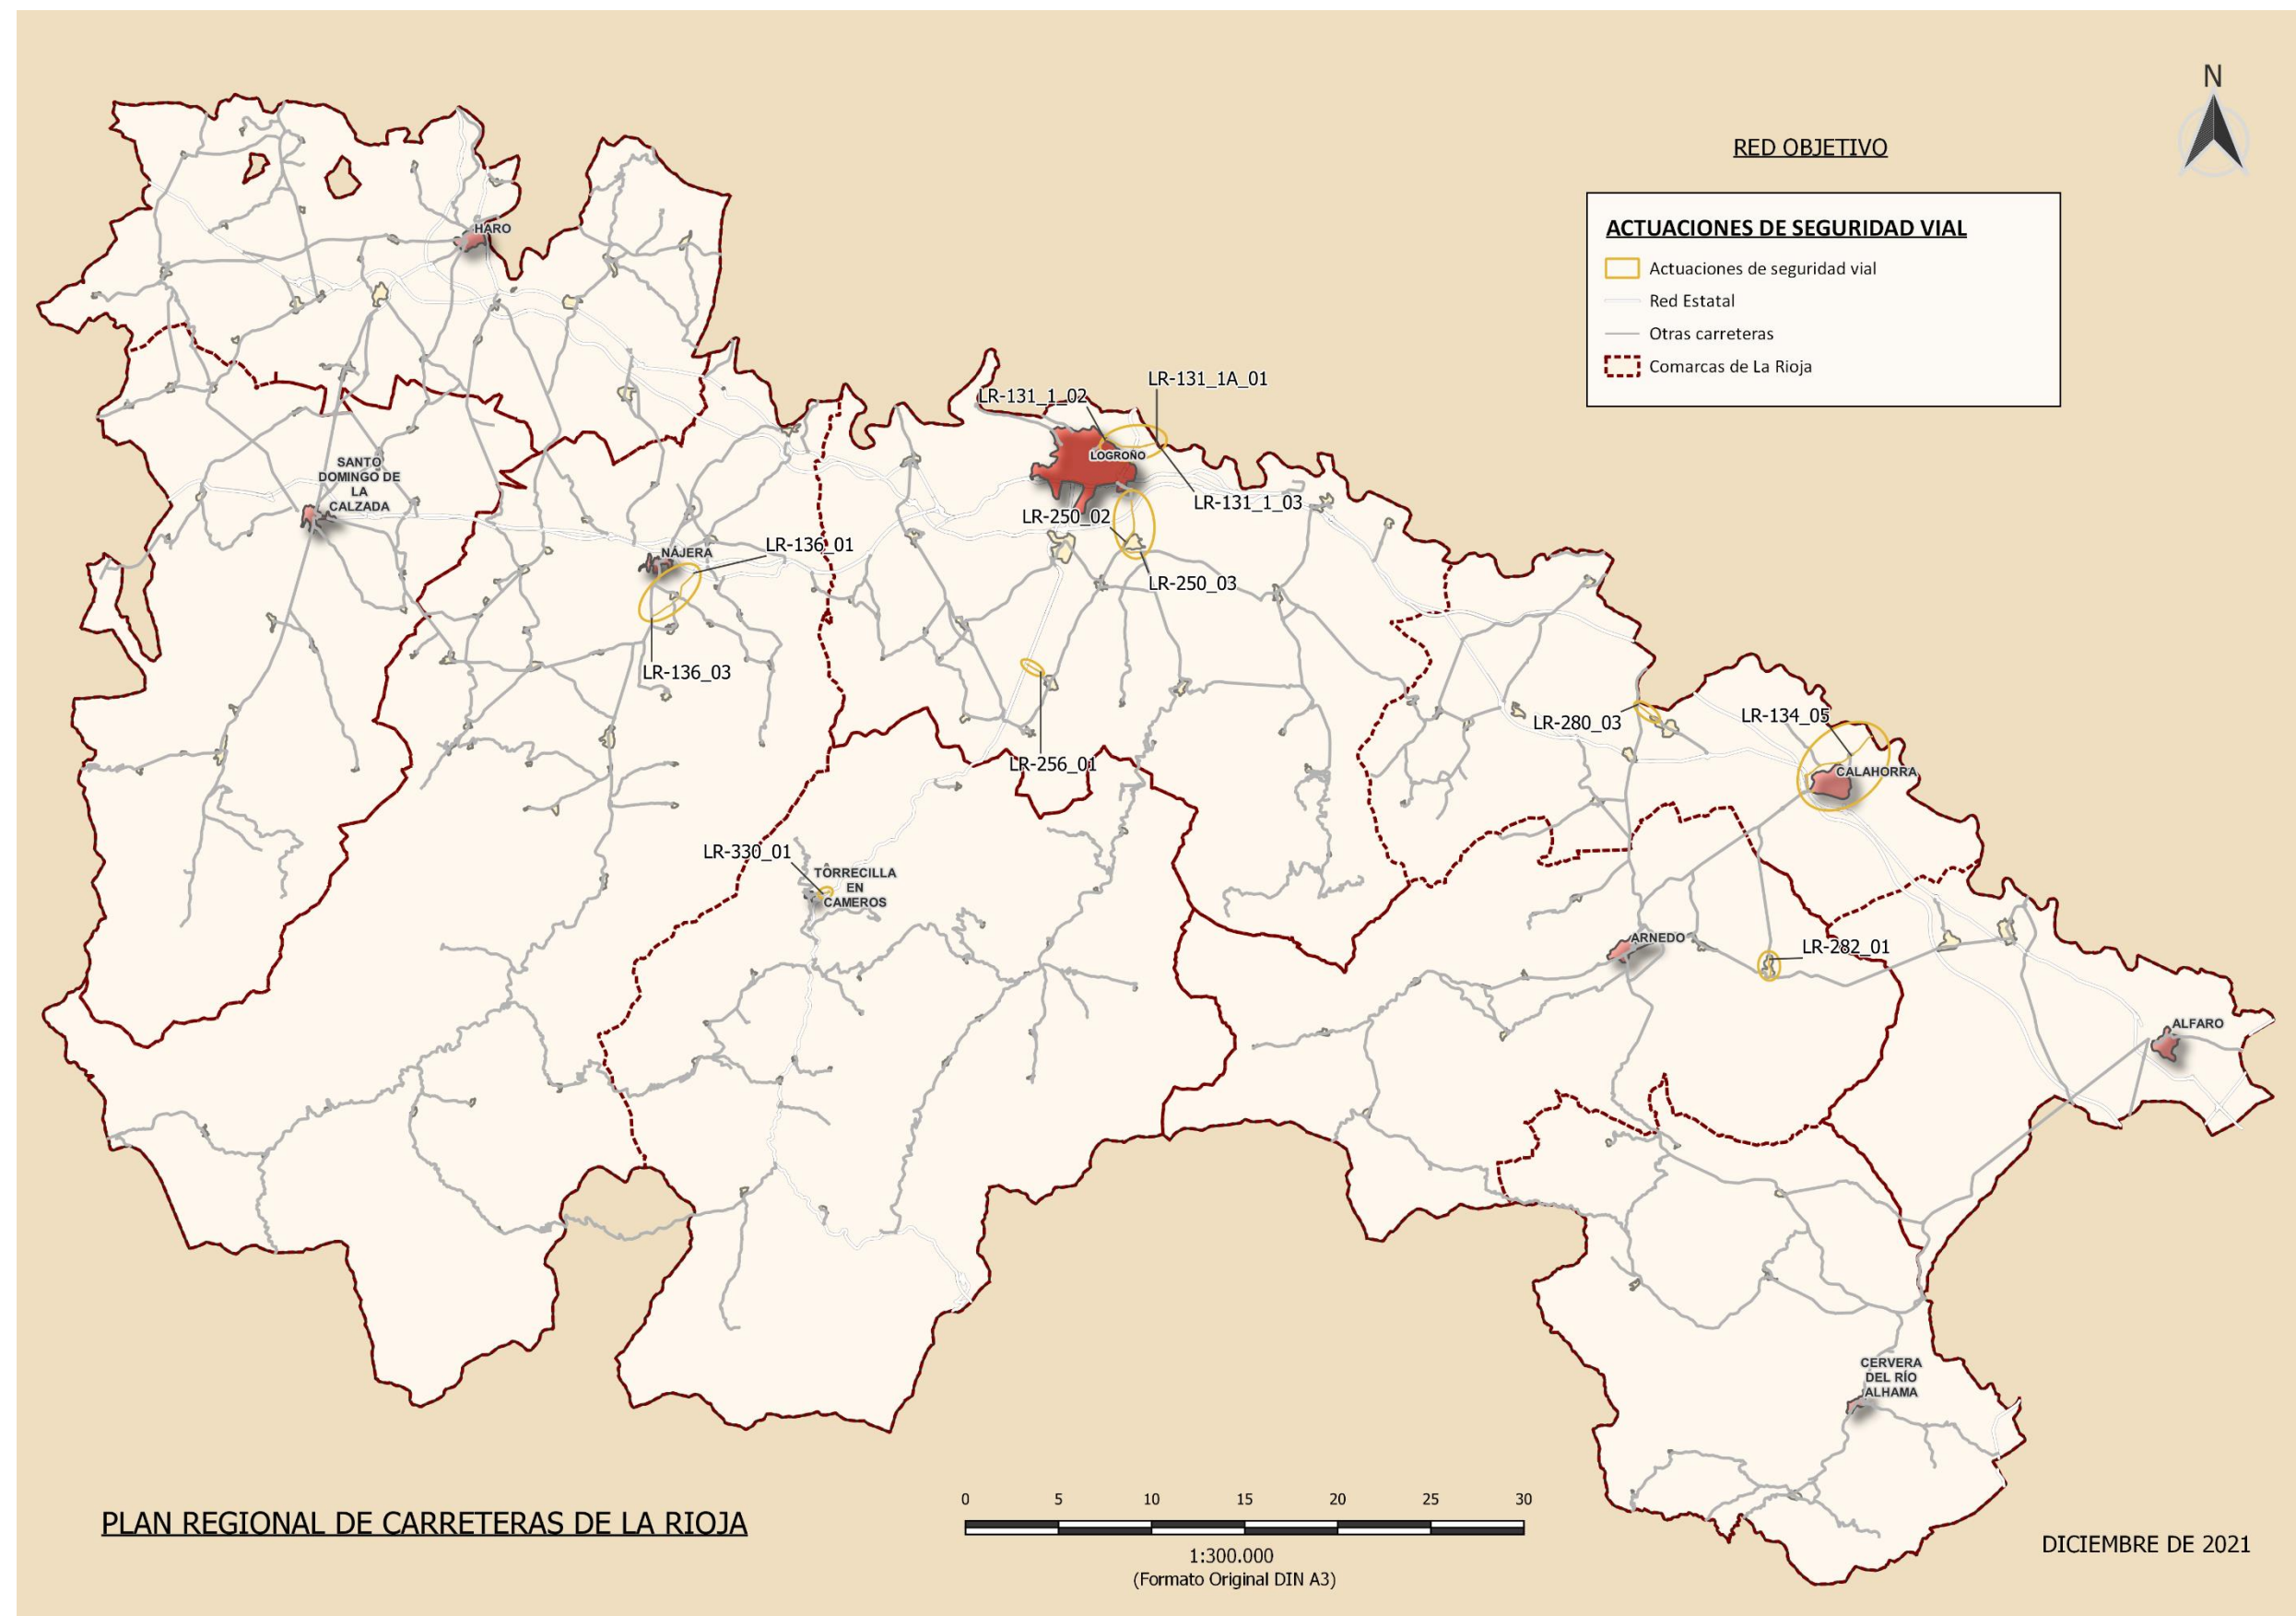 N
RED OBJETIVO
ACTUACIONES DE SEGURIDAD VIAL
Actuaciones de seguridad vial
Red Estatal
Otras carreteras
Comarcas de La Rioja
HARO
LR-131_1A_01
LR-131_1_02
LOGROÑO
SANTO
DOMINGO DE
LA
CALZADA
LR-131_1_03
LR-250_02
NÁJERA
LR-136_01
LR-250_03
LR-136_03
LR-280_03
LR-134_05
LR-256_01
CALAHORRA
LR-330_01
TORRECILLA
EN
CAMEROS
ARNEDO
LR-282_01
ALFARO
CERVERA
DEL RÍO
ALHAMA
0 5 10 15 20 25 30
1:300.000
(Formato Original DIN A3)
PLAN REGIONAL DE CARRETERAS DE LA RIOJA
DICIEMBRE DE 2021